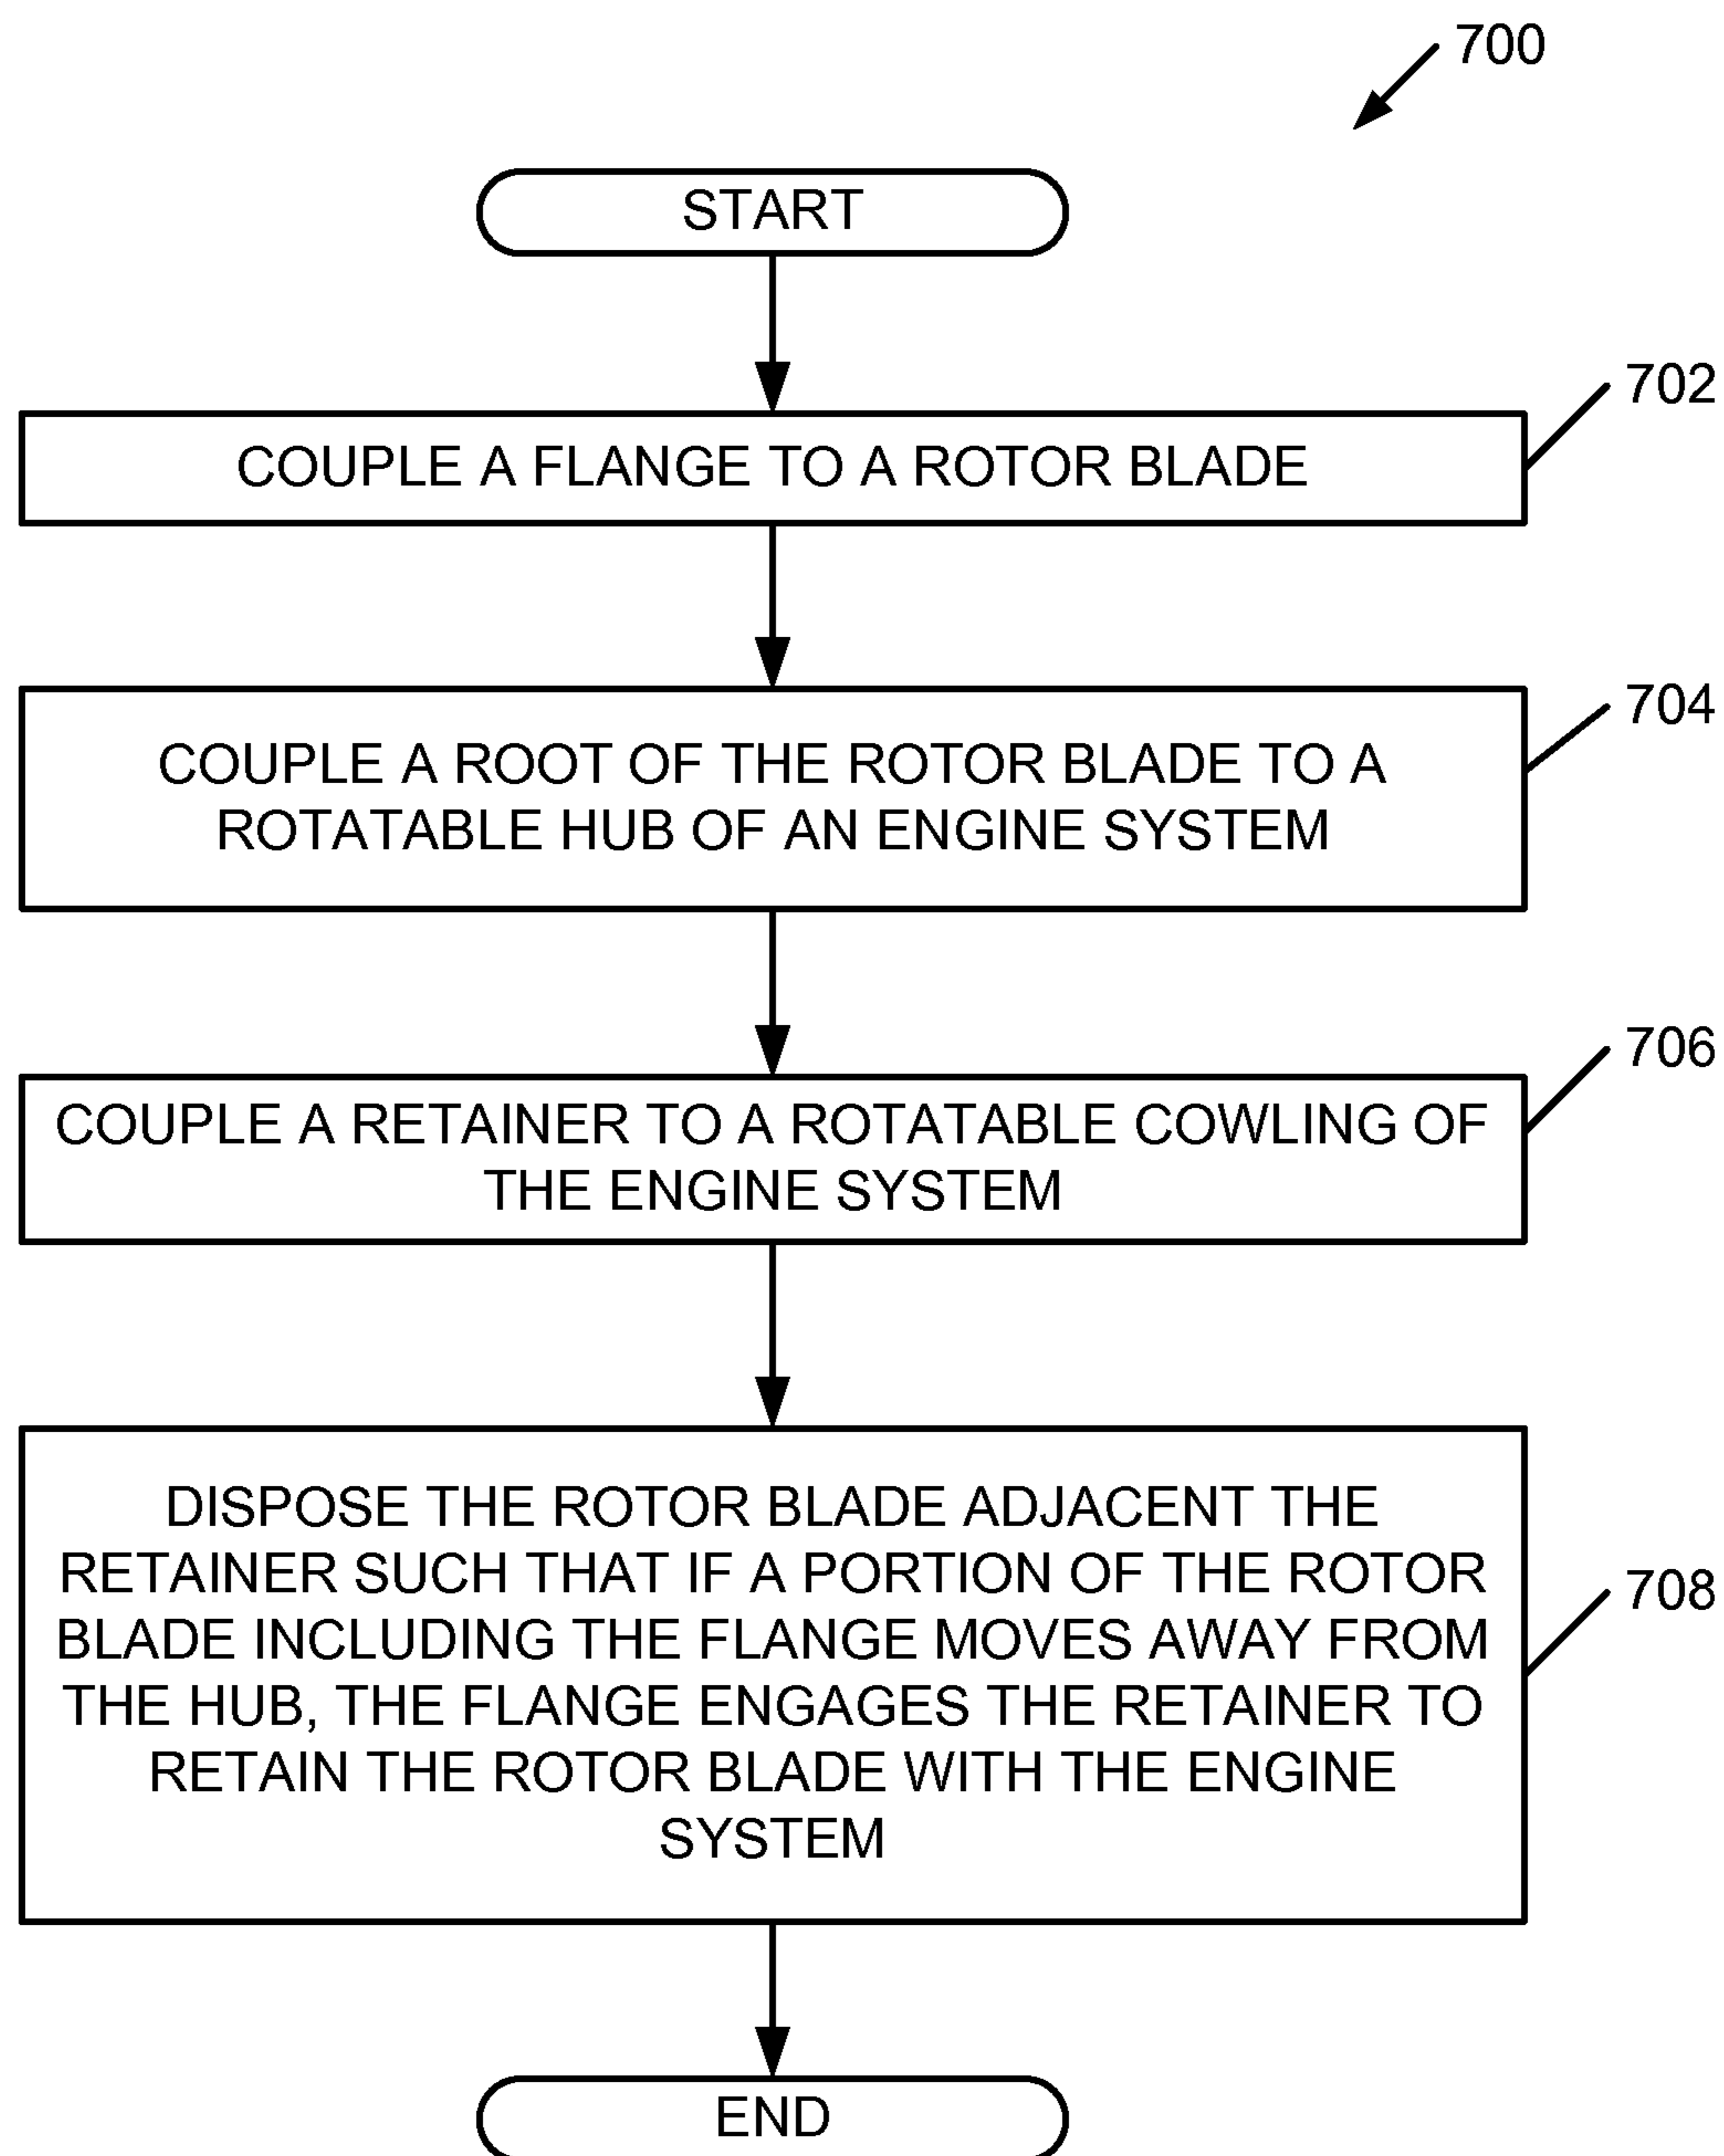 700
START
702
COUPLE A FLANGE TO A ROTOR BLADE
704
COUPLE A ROOT OF THE ROTOR BLADE TO A
ROTATABLE HUB OF AN ENGINE SYSTEM
706
COUPLE A RETAINER TO A ROTATABLE COWLING OF
THE ENGINE SYSTEM
708
DISPOSE THE ROTOR BLADE ADJACENT THE
RETAINER SUCH THAT IF A PORTION OF THE ROTOR
BLADE INCLUDING THE FLANGE MOVES AWAY FROM
THE HUB, THE FLANGE ENGAGES THE RETAINER TO
RETAIN THE ROTOR BLADE WITH THE ENGINE
SYSTEM
END